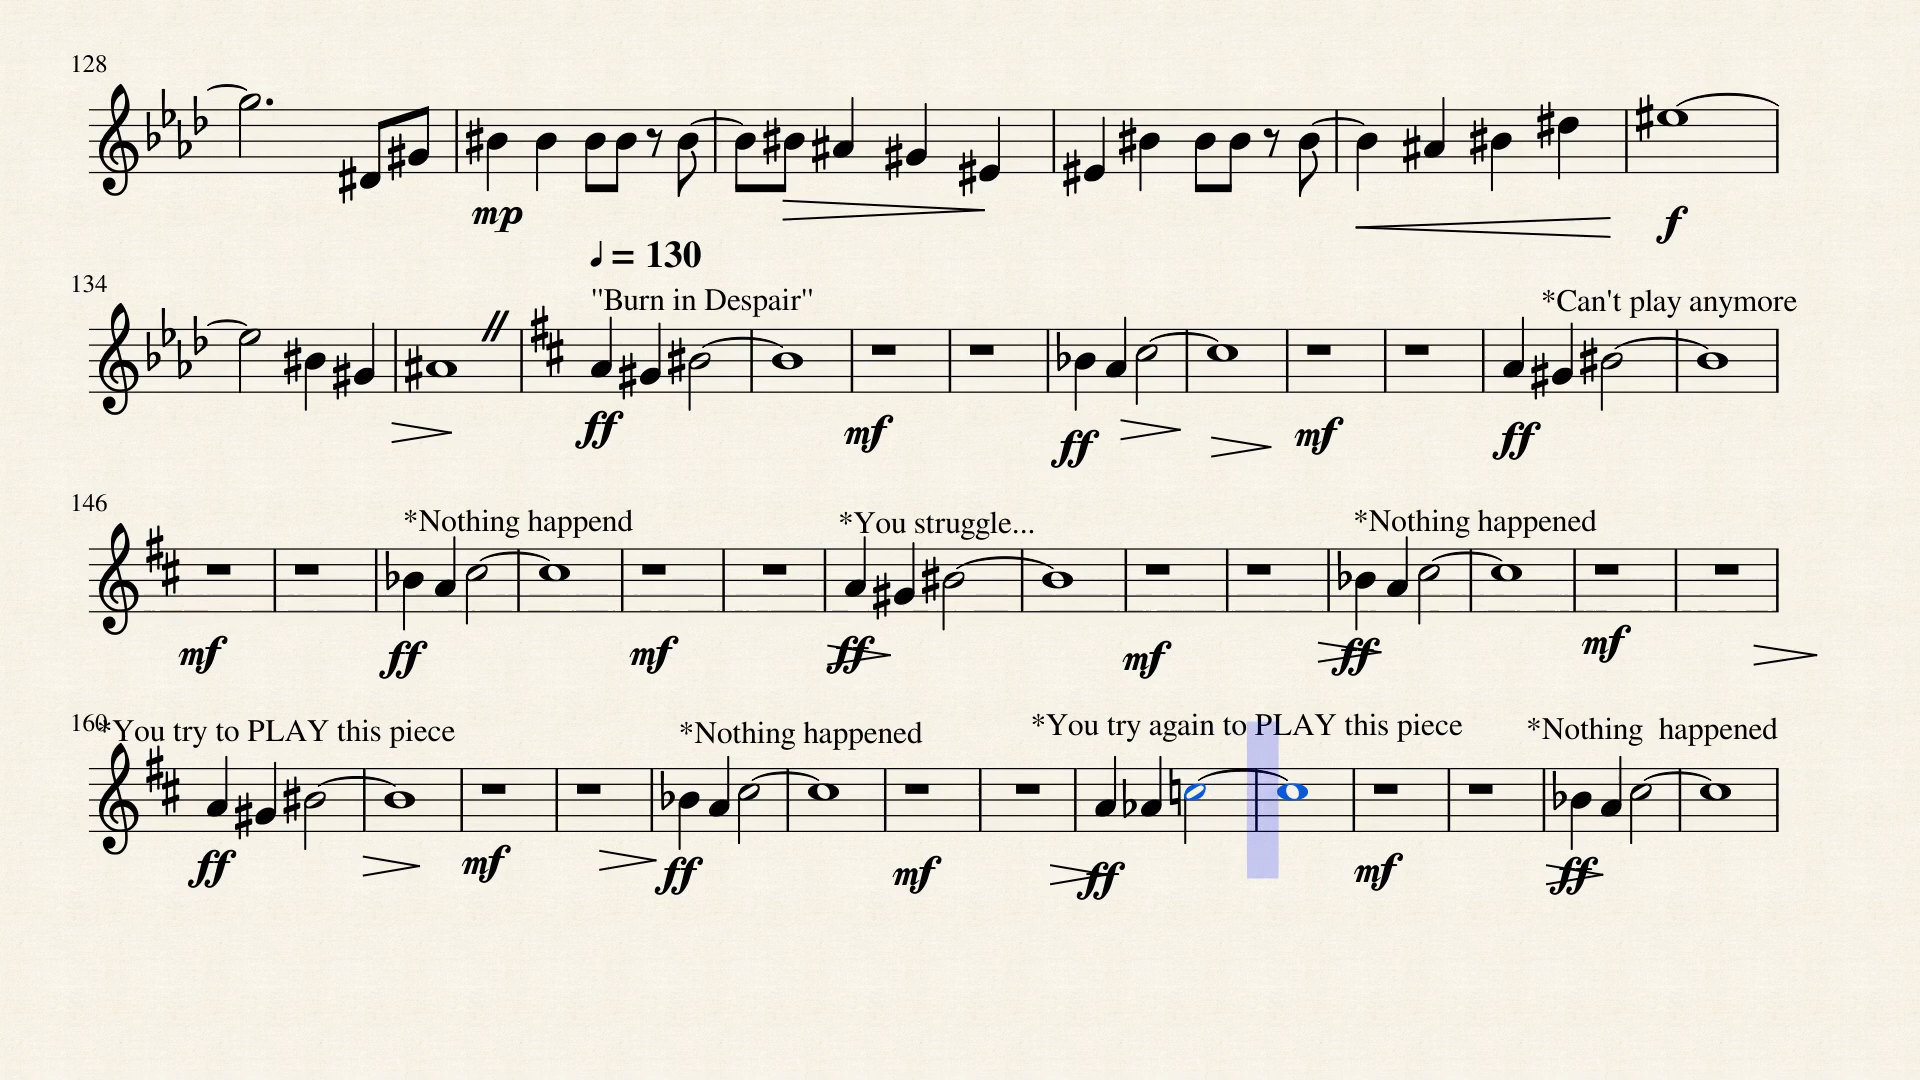 128
mp
f
♩ = 130
134
"Burn in Despair"
*Can't play anymore
ff mf ff mf ff
146
*Nothing happend *You struggle... *Nothing happened
mf ff mf ff mf ff mf
160
*You try to PLAY this piece *Nothing happened *You try again to PLAY this piece *Nothing  happened
ff mf ff mf ff mf ff